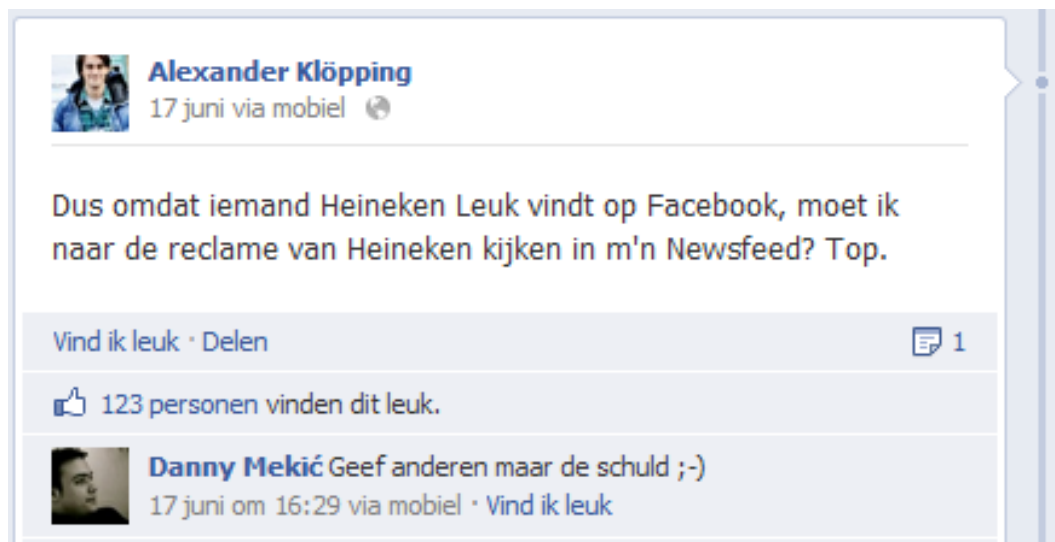 Alexander Klöpping
17 juni via mobiel
Dus omdat iemand Heineken Leuk vindt op Facebook, moet ik
naar de reclame van Heineken kijken in m'n Newsfeed? Top.
Vind ik leuk · Delen 1
123 personen vinden dit leuk.
Danny Mekić Geef anderen maar de schuld ;-)
17 juni om 16:29 via mobiel · Vind ik leuk